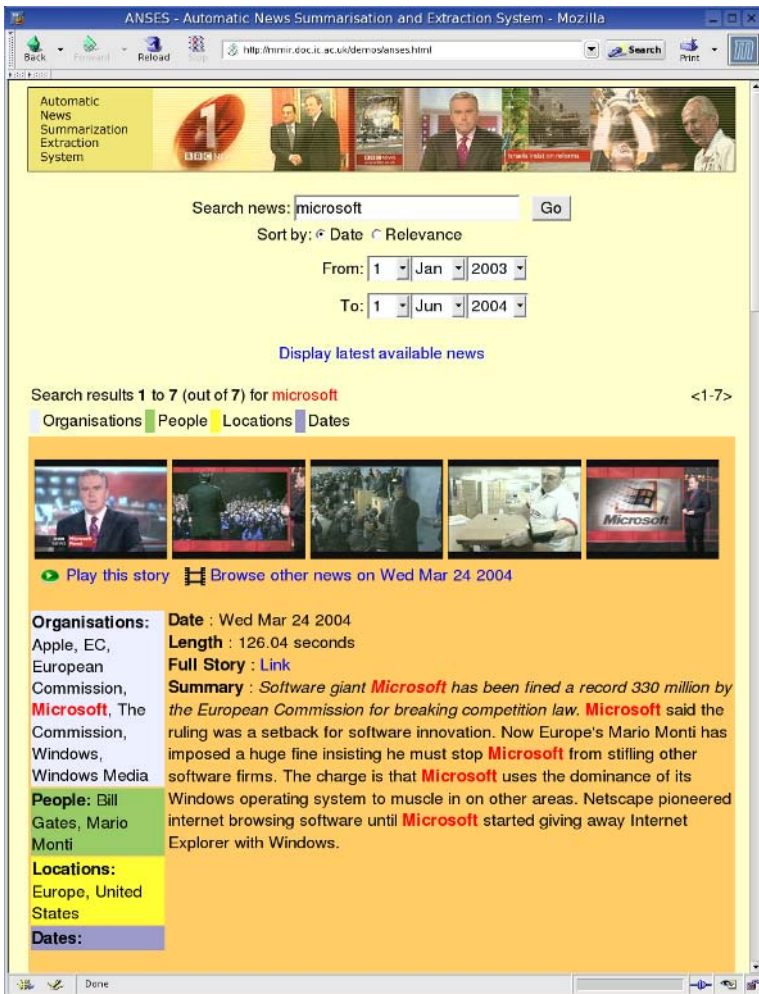 ANSES - Automatic News Summarisation and Extraction System - Mozilla
Back Forward Reload Stop http://mmir.doc.ic.ac.uk/demos/anses.html Search Print
Automatic
News
Summarization
Extraction
System
1
BBC
Israelis insist on reforms
Search news: microsoft Go
Sort by: Date Relevance
From: 1 Jan 2003
To: 1 Jun 2004
Display latest available news
Search results 1 to 7 (out of 7) for microsoft <1-7>
Organisations People Locations Dates
Microsoft
Play this story Browse other news on Wed Mar 24 2004
Organisations:
Apple, EC,
European
Commission,
Microsoft, The
Commission,
Windows,
Windows Media
People: Bill
Gates, Mario
Monti
Locations:
Europe, United
States
Dates:
Date : Wed Mar 24 2004
Length : 126.04 seconds
Full Story : Link
Summary : Software giant Microsoft has been fined a record 330 million by
the European Commission for breaking competition law. Microsoft said the
ruling was a setback for software innovation. Now Europe's Mario Monti has
imposed a huge fine insisting he must stop Microsoft from stifling other
software firms. The charge is that Microsoft uses the dominance of its
Windows operating system to muscle in on other areas. Netscape pioneered
internet browsing software until Microsoft started giving away Internet
Explorer with Windows.
Done